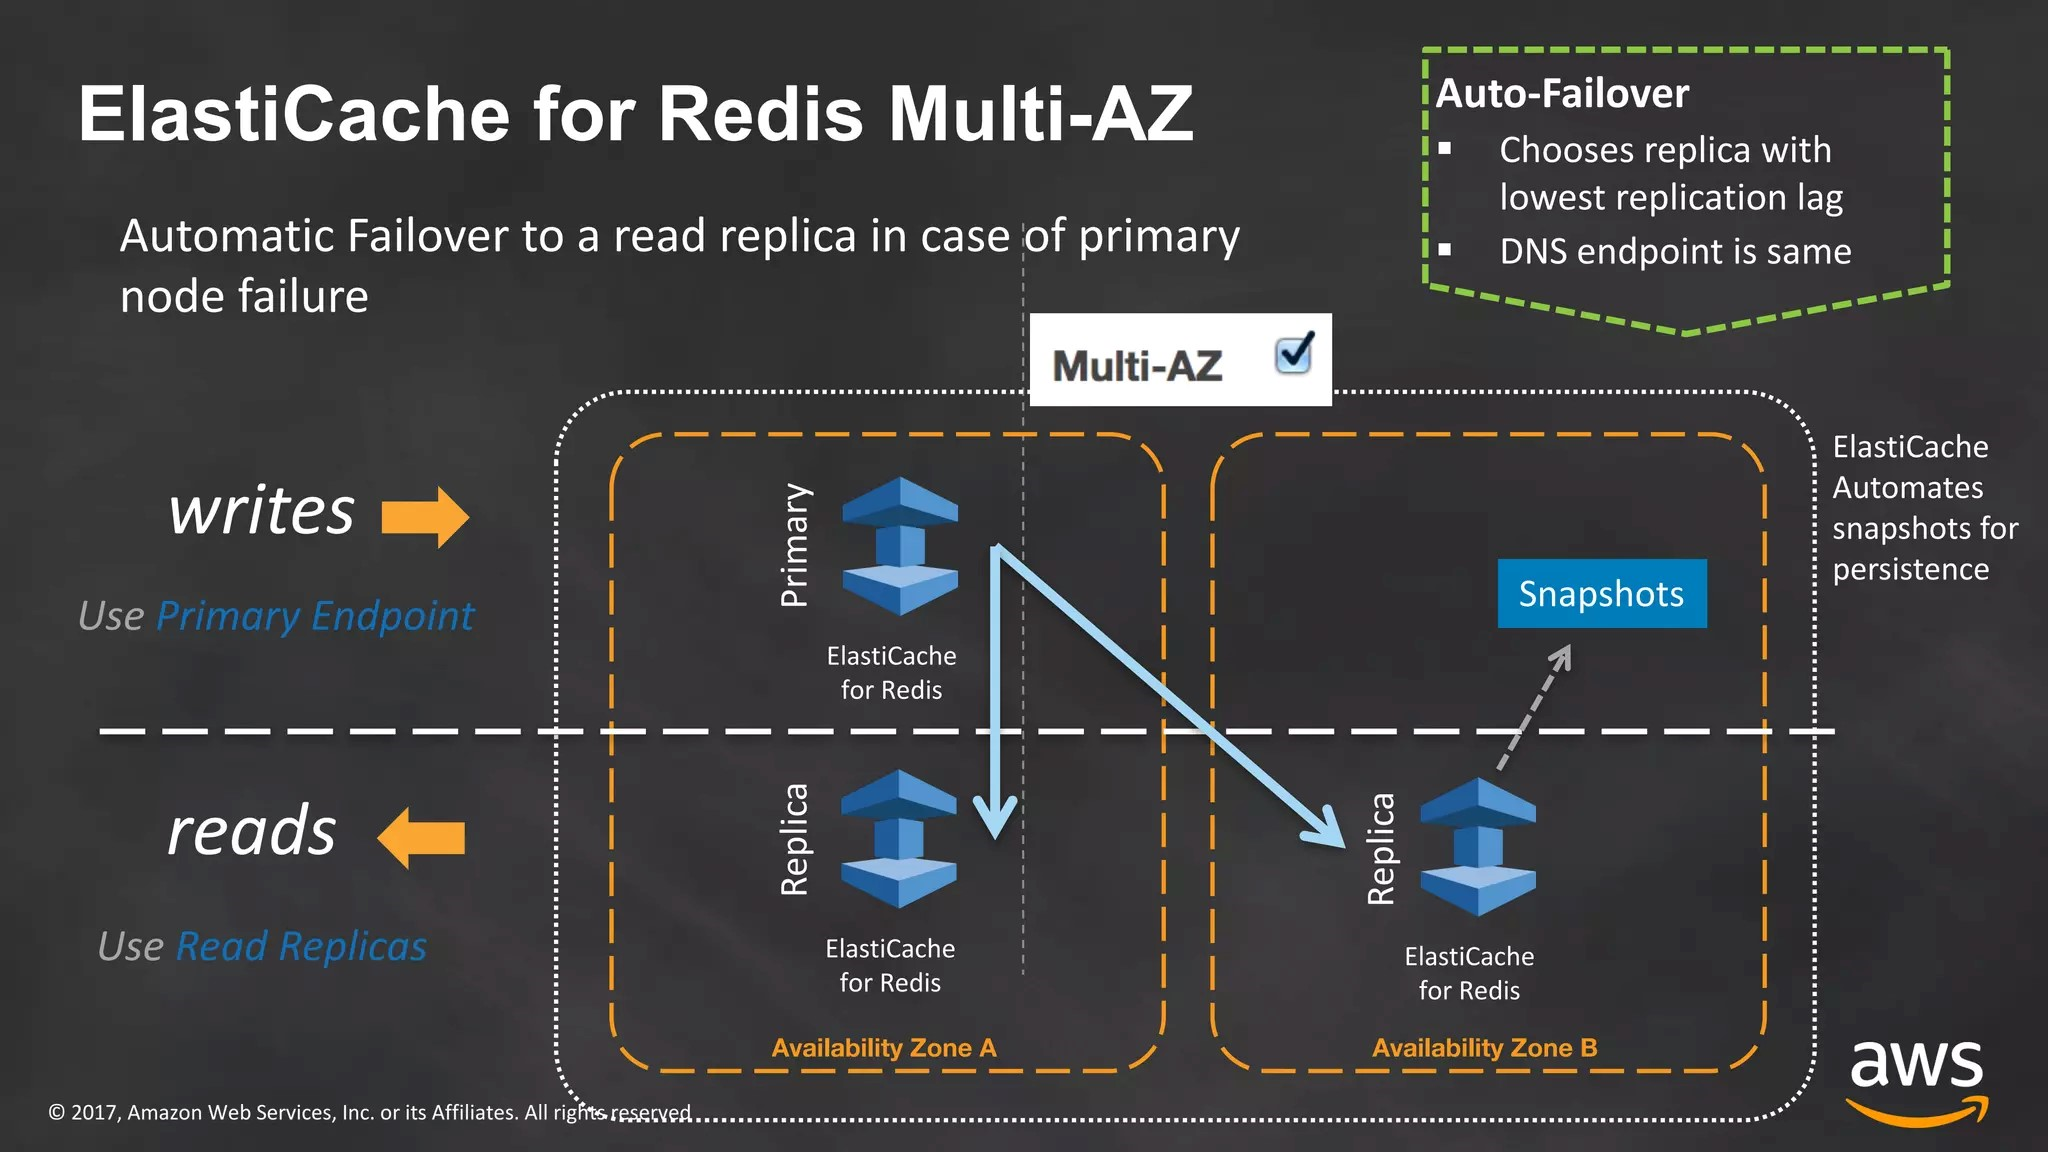 ElastiCache for Redis Multi-AZ
Automatic Failover to a read replica in case of primary
node failure
Auto-Failover
▪ Chooses replica with
lowest replication lag
▪ DNS endpoint is same
Multi-AZ
writes
Use Primary Endpoint
Primary
ElastiCache
for Redis
Snapshots
ElastiCache
Automates
snapshots for
persistence
reads
Use Read Replicas
Replica
ElastiCache
for Redis
Replica
ElastiCache
for Redis
Availability Zone A
Availability Zone B
© 2017, Amazon Web Services, Inc. or its Affiliates. All rights reserved
aws